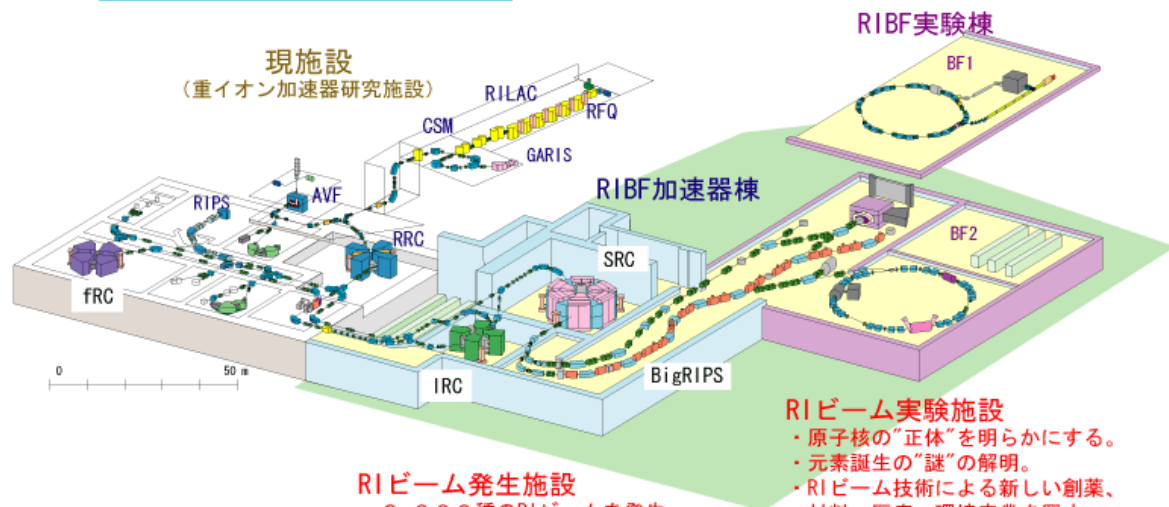 RIBF実験棟
現施設
(重イオン加速器研究施設)
BF1
RILAC
RFQ
CSM
GARIS
RIBF加速器棟
AVF
RIPS
RRC
BF2
SRC
fRC
0 50 m
IRC
BigRIPS
RIビーム実験施設
・原子核の"正体"を明らかにする。
・元素誕生の"謎"の解明。
・RIビーム技術による新しい創薬、
RIビーム発生施設